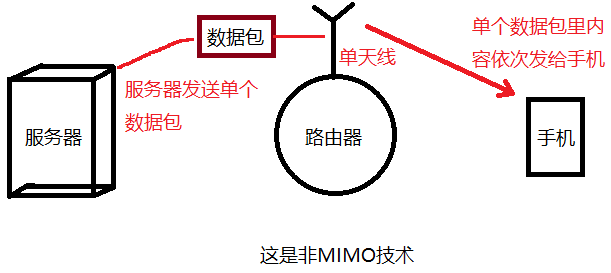 数据包
单个数据包里内
容依次发给手机
单天线
服务器发送单个
数据包
服务器
路由器
手机
这是非MIMO技术